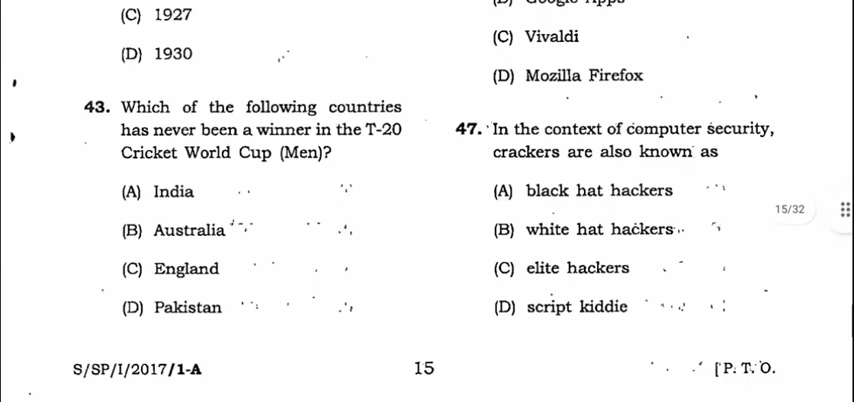 (C) 1927
(D) 1930
43. Which of the following countries
has never been a winner in the T-20
Cricket World Cup (Men)?
(A) India
(B) Australia
(C) England
(D) Pakistan
(C) Vivaldi
(D) Mozilla Firefox
47. In the context of computer security,
crackers are also known as
(A) black hat hackers
(B) white hat hackers
(C) elite hackers
(D) script kiddie
15/32
S/SP/I/2017/1-A
15
[ P. T. O.